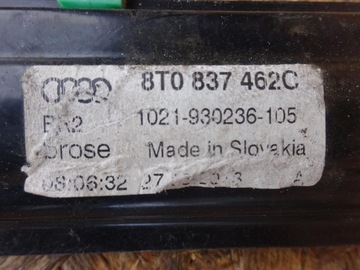 8T0 837 462C
1021-930236-105
brose Made in Slovakia
08:06:32